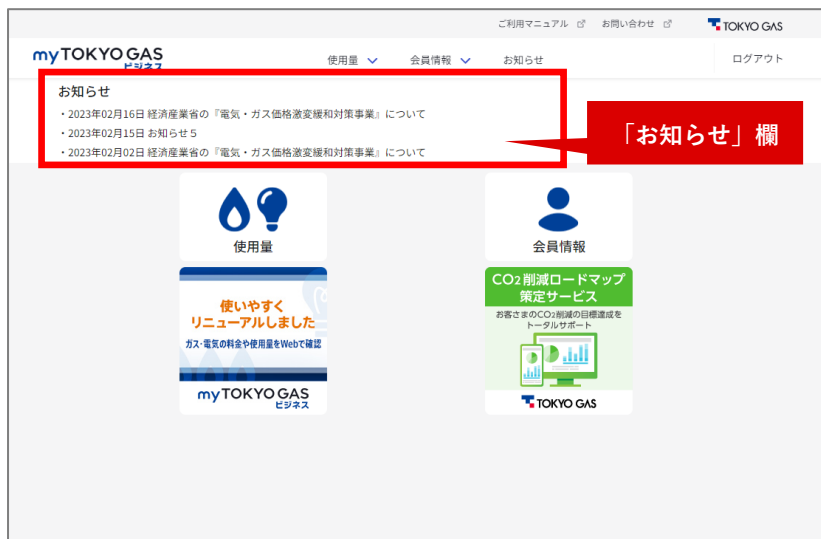 ご利用マニュアル お問い合わせ TOKYO GAS
myTOKYO GAS
ビジネス
使用量 会員情報 お知らせ ログアウト
お知らせ
・2023年02月16日 経済産業省の『電気・ガス価格激変緩和対策事業』について
・2023年02月15日 お知らせ５
・2023年02月02日 経済産業省の『電気・ガス価格激変緩和対策事業』について
「お知らせ」欄
使用量
会員情報
使いやすく
リニューアルしました
ガス・電気の料金や使用量をWebで確認
myTOKYO GAS
ビジネス
CO2削減ロードマップ
策定サービス
お客さまのCO2削減の目標達成を
トータルサポート
TOKYO GAS